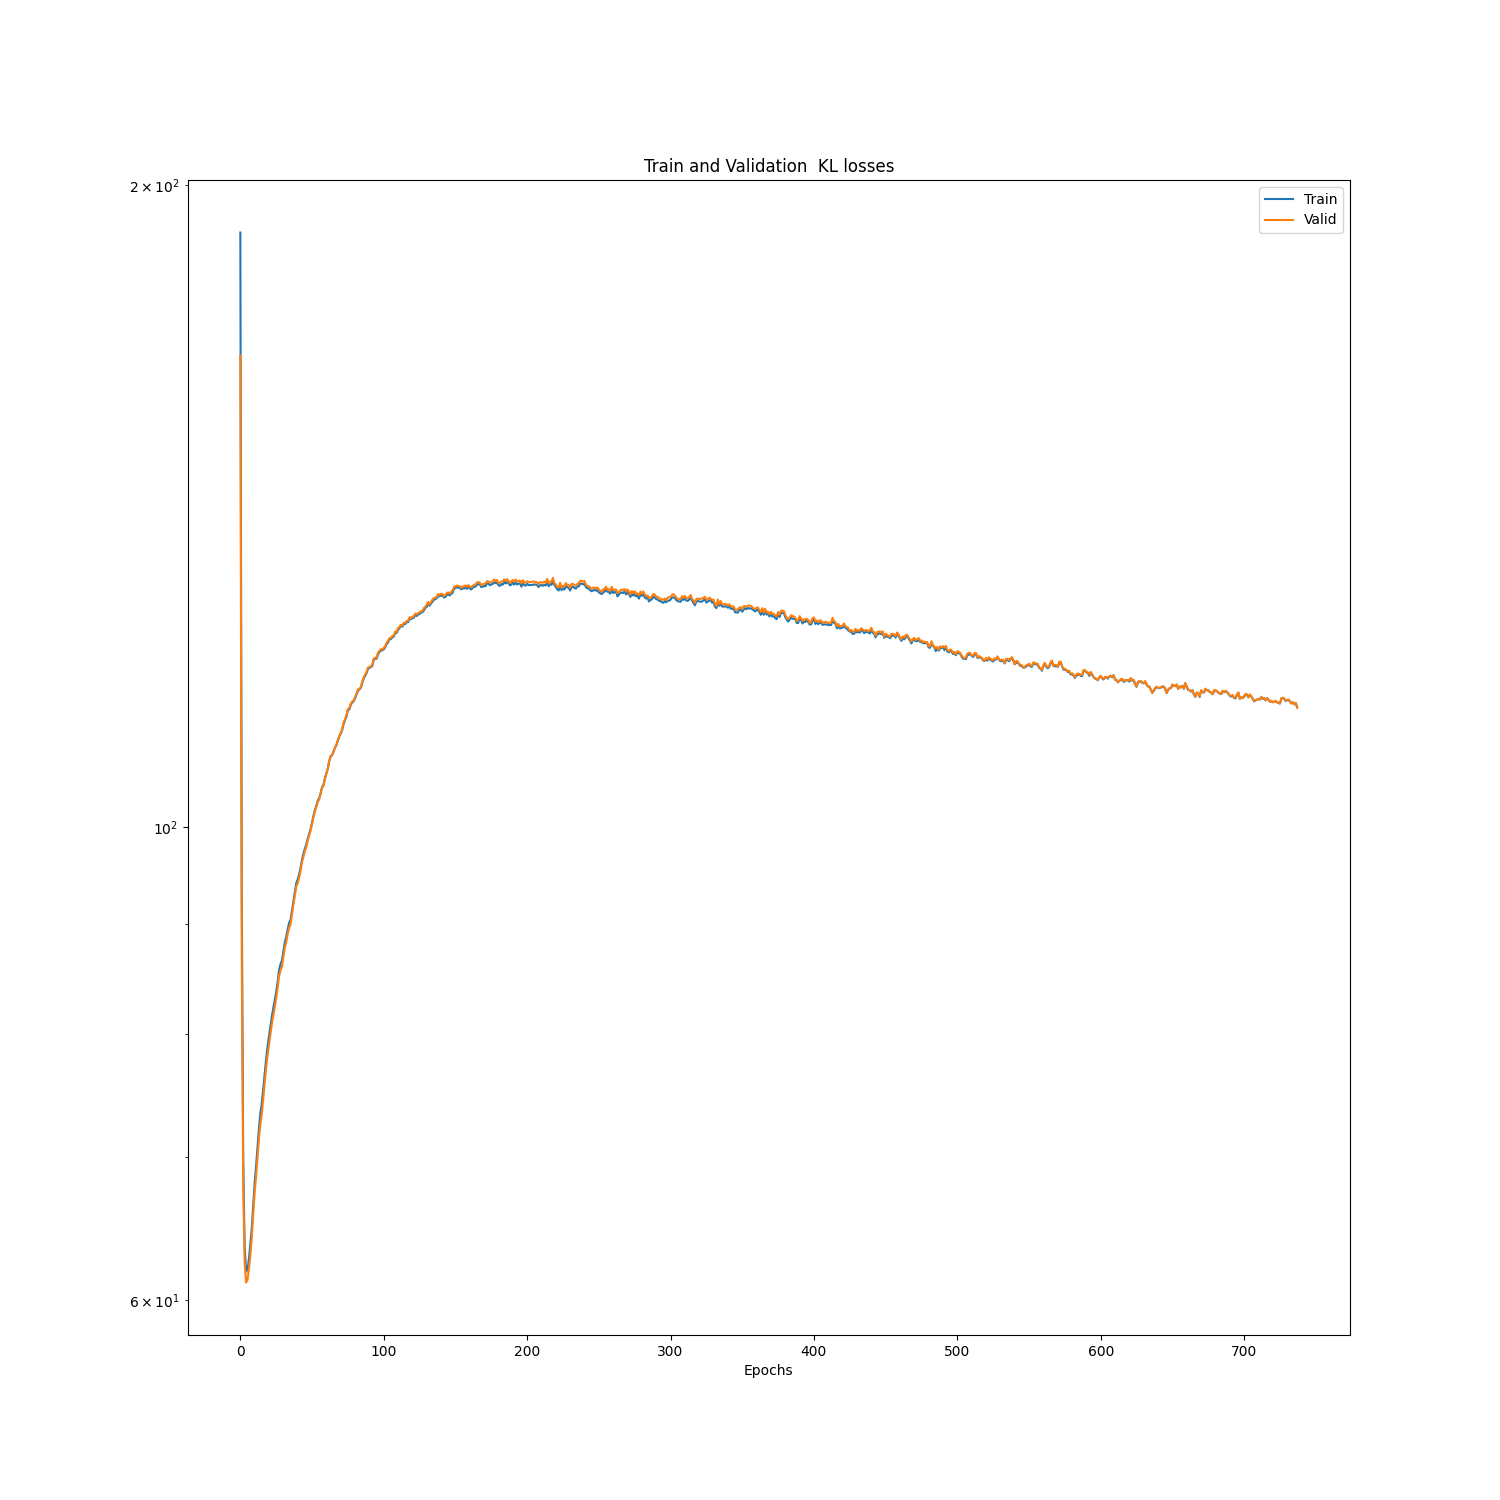 Train and Validation  KL losses
2 × 10²
Train
Valid
10²
6 × 10¹
0 100 200 300 400 500 600 700
Epochs